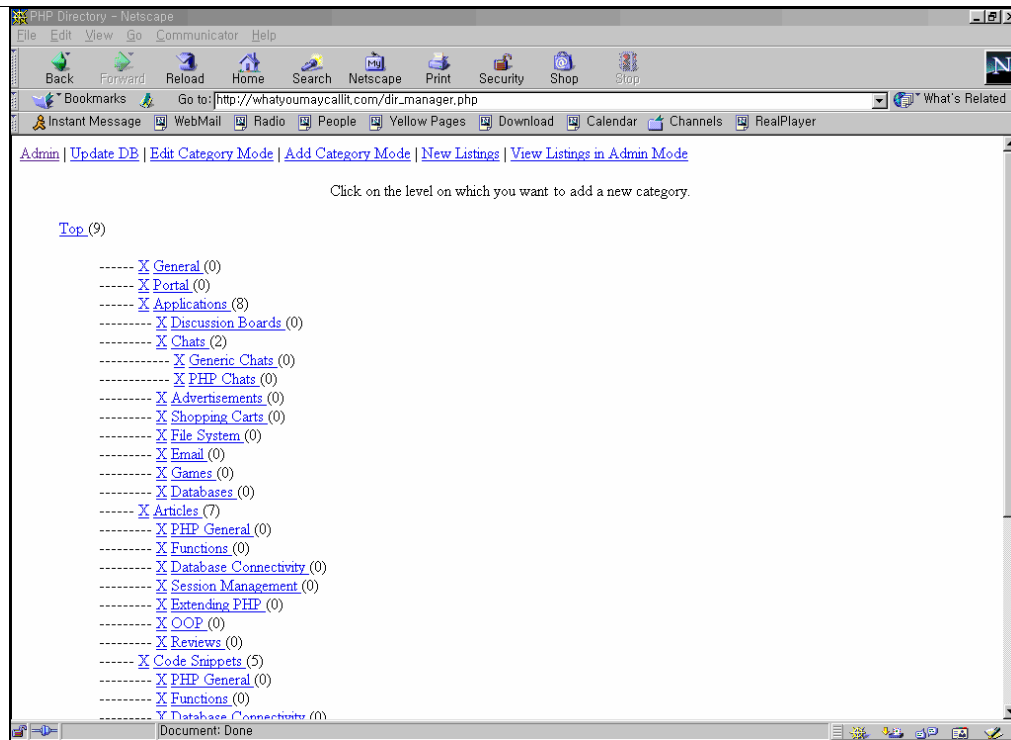 PHP Directory - Netscape
File Edit View Go Communicator Help
Back Forward Reload Home Search Netscape Print Security Shop Stop
My
N
Bookmarks Go to: http://whatyoumaycallit.com/dir_manager.php What's Related
Instant Message WebMail Radio People Yellow Pages Download Calendar Channels RealPlayer
Admin | Update DB | Edit Category Mode | Add Category Mode | New Listings | View Listings in Admin Mode
Click on the level on which you want to add a new category.
Top (9)
------ X General (0)
------ X Portal (0)
------ X Applications (8)
--------- X Discussion Boards (0)
--------- X Chats (2)
------------ X Generic Chats (0)
------------ X PHP Chats (0)
--------- X Advertisements (0)
--------- X Shopping Carts (0)
--------- X File System (0)
--------- X Email (0)
--------- X Games (0)
--------- X Databases (0)
------ X Articles (7)
--------- X PHP General (0)
--------- X Functions (0)
--------- X Database Connectivity (0)
--------- X Session Management (0)
--------- X Extending PHP (0)
--------- X OOP (0)
--------- X Reviews (0)
------ X Code Snippets (5)
--------- X PHP General (0)
--------- X Functions (0)
--------- X Database Connectivity (0)
Document: Done